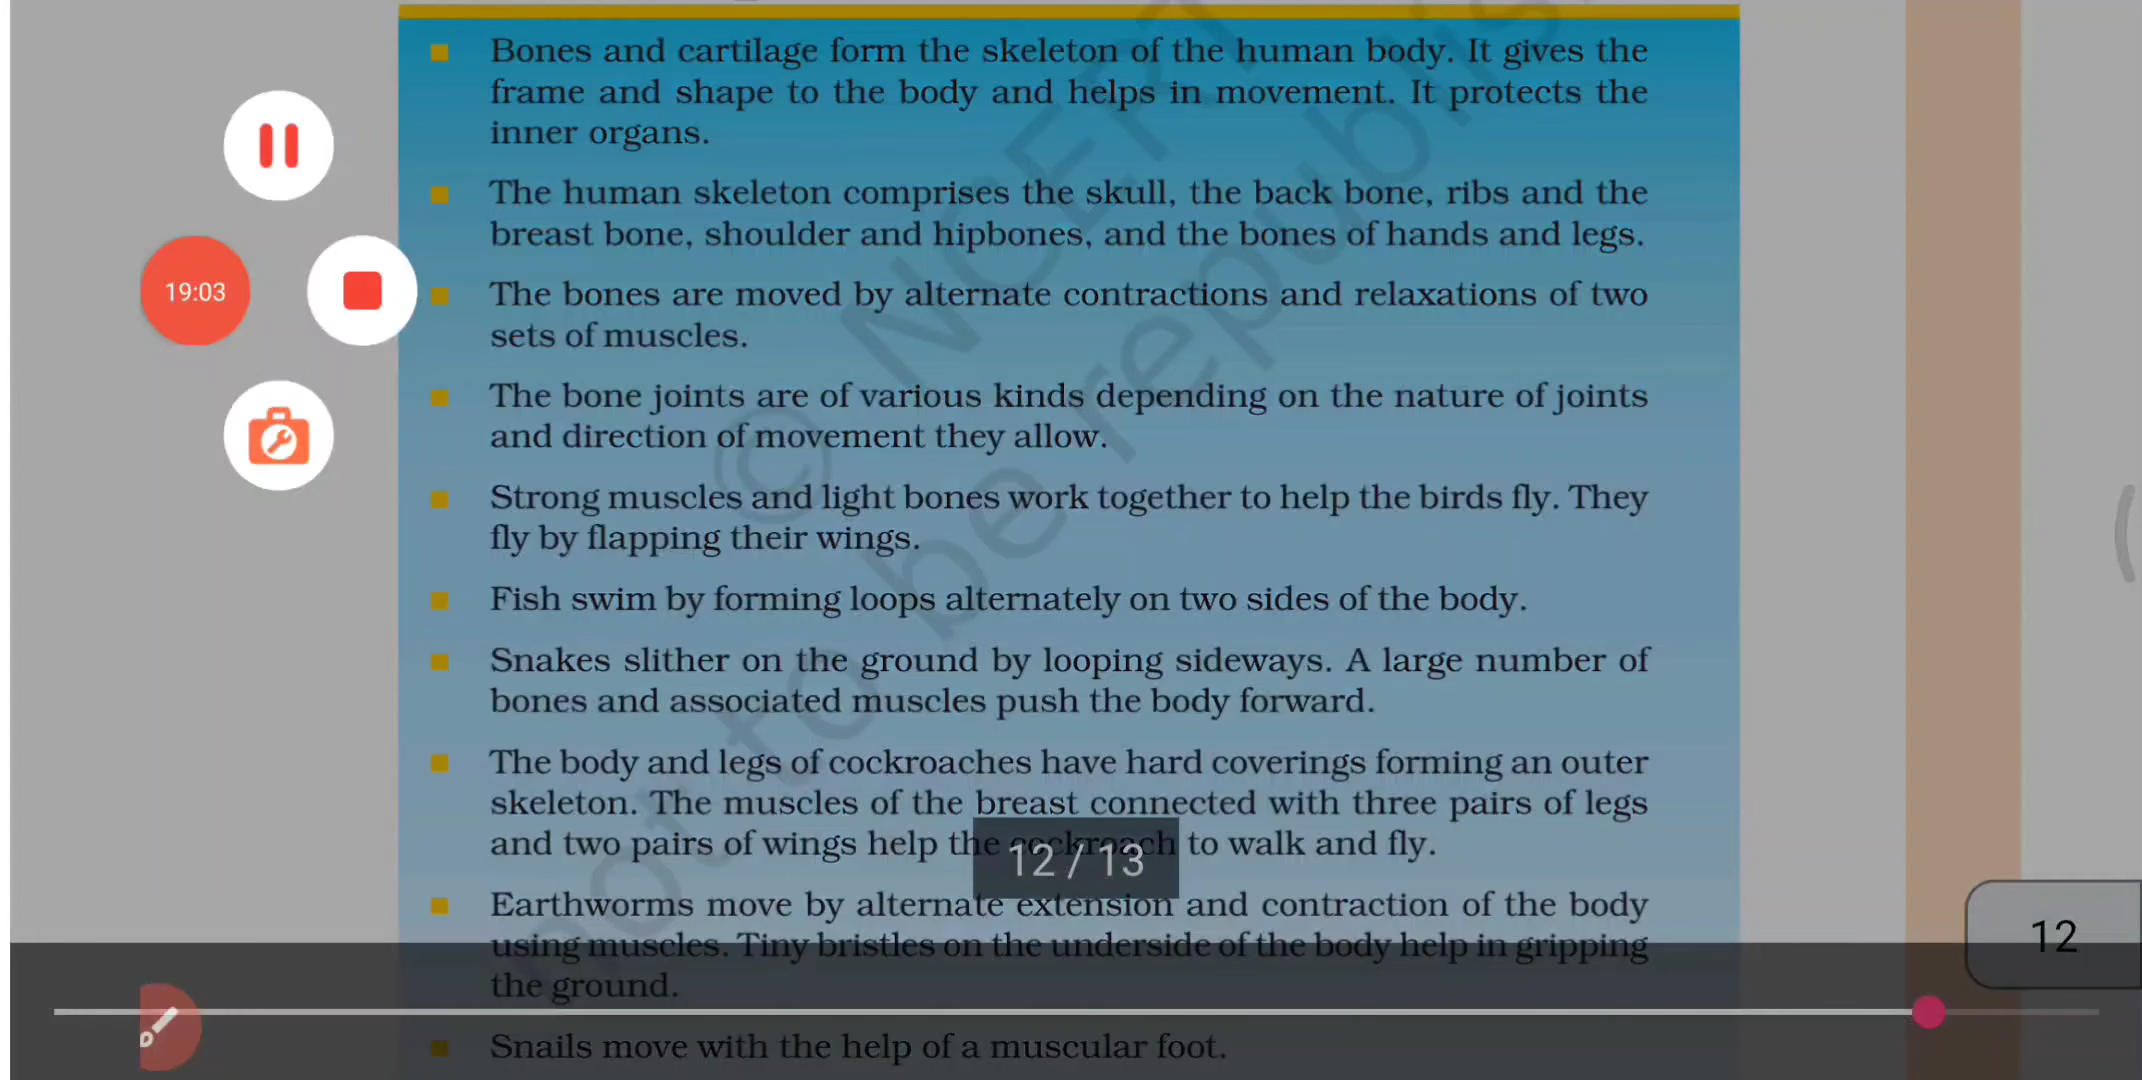 Bones and cartilage form the skeleton of the human body. It gives the
frame and shape to the body and helps in movement. It protects the
inner organs.
The human skeleton comprises the skull, the back bone, ribs and the
breast bone, shoulder and hipbones, and the bones of hands and legs.
19:03
The bones are moved by alternate contractions and relaxations of two
sets of muscles.
The bone joints are of various kinds depending on the nature of joints
and direction of movement they allow.
Strong muscles and light bones work together to help the birds fly. They
fly by flapping their wings.
Fish swim by forming loops alternately on two sides of the body.
Snakes slither on the ground by looping sideways. A large number of
bones and associated muscles push the body forward.
The body and legs of cockroaches have hard coverings forming an outer
skeleton. The muscles of the breast connected with three pairs of legs
and two pairs of wings help the cockroach to walk and fly.
12 / 13
Earthworms move by alternate extension and contraction of the body
using muscles. Tiny bristles on the underside of the body help in gripping
the ground.
12
Snails move with the help of a muscular foot.
© NCERT
not to be republis